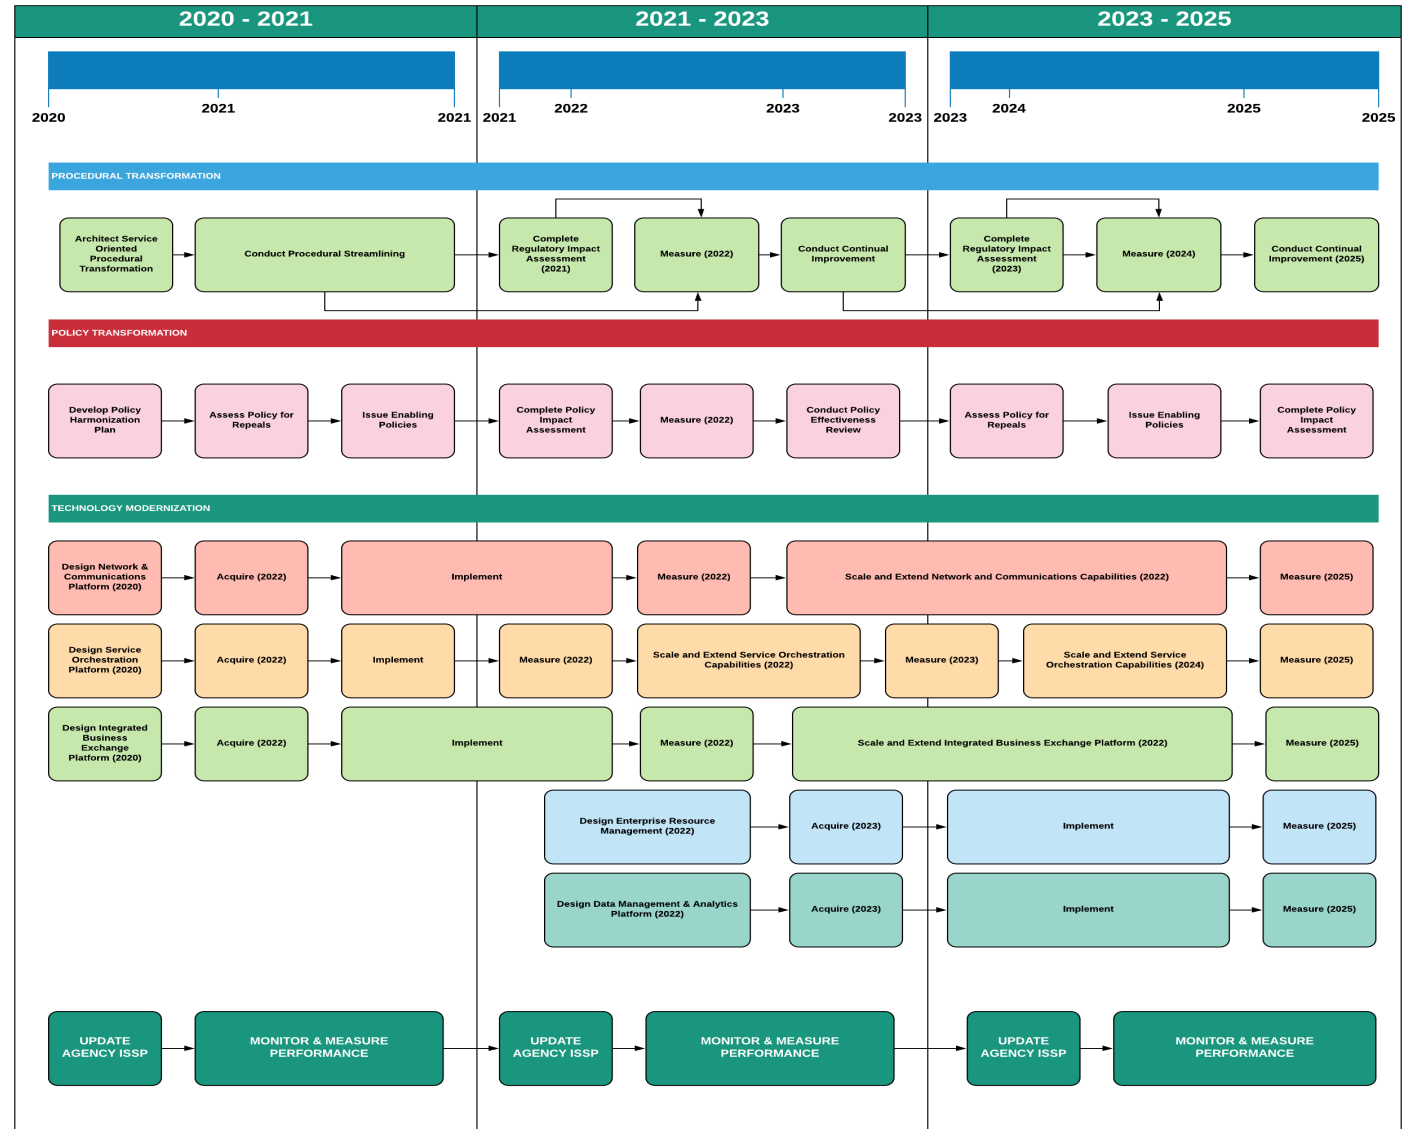 2020 - 2021
2021 - 2023
2023 - 2025
2020
2021
2021
2021
2022
2023
2023
2023
2024
2025
2025
PROCEDURAL TRANSFORMATION
Architect Service
Oriented
Procedural
Transformation
Conduct Procedural Streamlining
Complete
Regulatory Impact
Assessment
(2021)
Measure (2022)
Conduct Continual
Improvement
Complete
Regulatory Impact
Assessment
(2023)
Measure (2024)
Conduct Continual
Improvement (2025)
POLICY TRANSFORMATION
Develop Policy
Harmonization
Plan
Assess Policy for
Repeals
Issue Enabling
Policies
Complete Policy
Impact
Assessment
Measure (2022)
Conduct Policy
Effectiveness
Review
Assess Policy for
Repeals
Issue Enabling
Policies
Complete Policy
Impact
Assessment
TECHNOLOGY MODERNIZATION
Design Network &
Communications
Platform (2020)
Acquire (2022)
Implement
Measure (2022)
Scale and Extend Network and Communications Capabilities (2022)
Measure (2025)
Design Service
Orchestration
Platform (2020)
Acquire (2022)
Implement
Measure (2022)
Scale and Extend Service Orchestration
Capabilities (2022)
Measure (2023)
Scale and Extend Service
Orchestration Capabilities (2024)
Measure (2025)
Design Integrated
Business
Exchange
Platform (2020)
Acquire (2022)
Implement
Measure (2022)
Scale and Extend Integrated Business Exchange Platform (2022)
Measure (2025)
Design Enterprise Resource
Management (2022)
Acquire (2023)
Implement
Measure (2025)
Design Data Management & Analytics
Platform (2022)
Acquire (2023)
Implement
Measure (2025)
UPDATE
AGENCY ISSP
MONITOR & MEASURE
PERFORMANCE
UPDATE
AGENCY ISSP
MONITOR & MEASURE
PERFORMANCE
UPDATE
AGENCY ISSP
MONITOR & MEASURE
PERFORMANCE